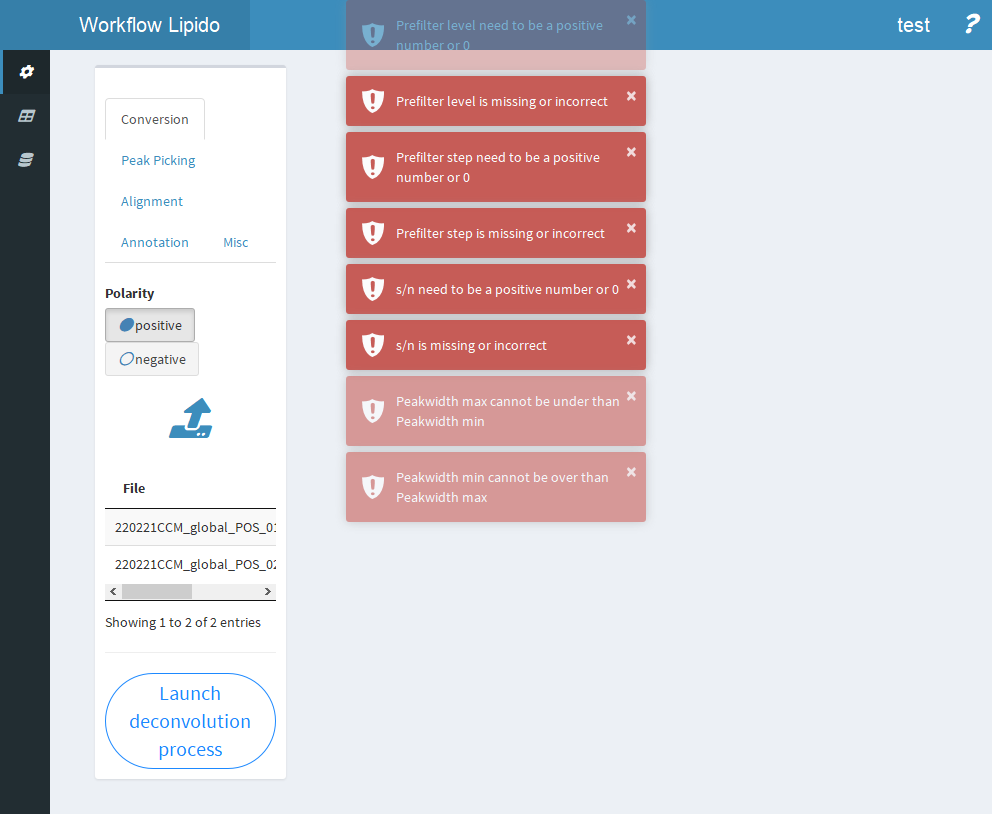 Workflow Lipido
test
?
Conversion
Peak Picking
Alignment
Annotation Misc
Polarity
positive
negative
File
220221CCM_global_POS_01
220221CCM_global_POS_02
Showing 1 to 2 of 2 entries
Launch
deconvolution
process
Prefilter level need to be a positive ×
number or 0
Prefilter level is missing or incorrect ×
Prefilter step need to be a positive ×
number or 0
Prefilter step is missing or incorrect ×
s/n need to be a positive number or 0 ×
s/n is missing or incorrect ×
Peakwidth max cannot be under than ×
Peakwidth min
Peakwidth min cannot be over than ×
Peakwidth max